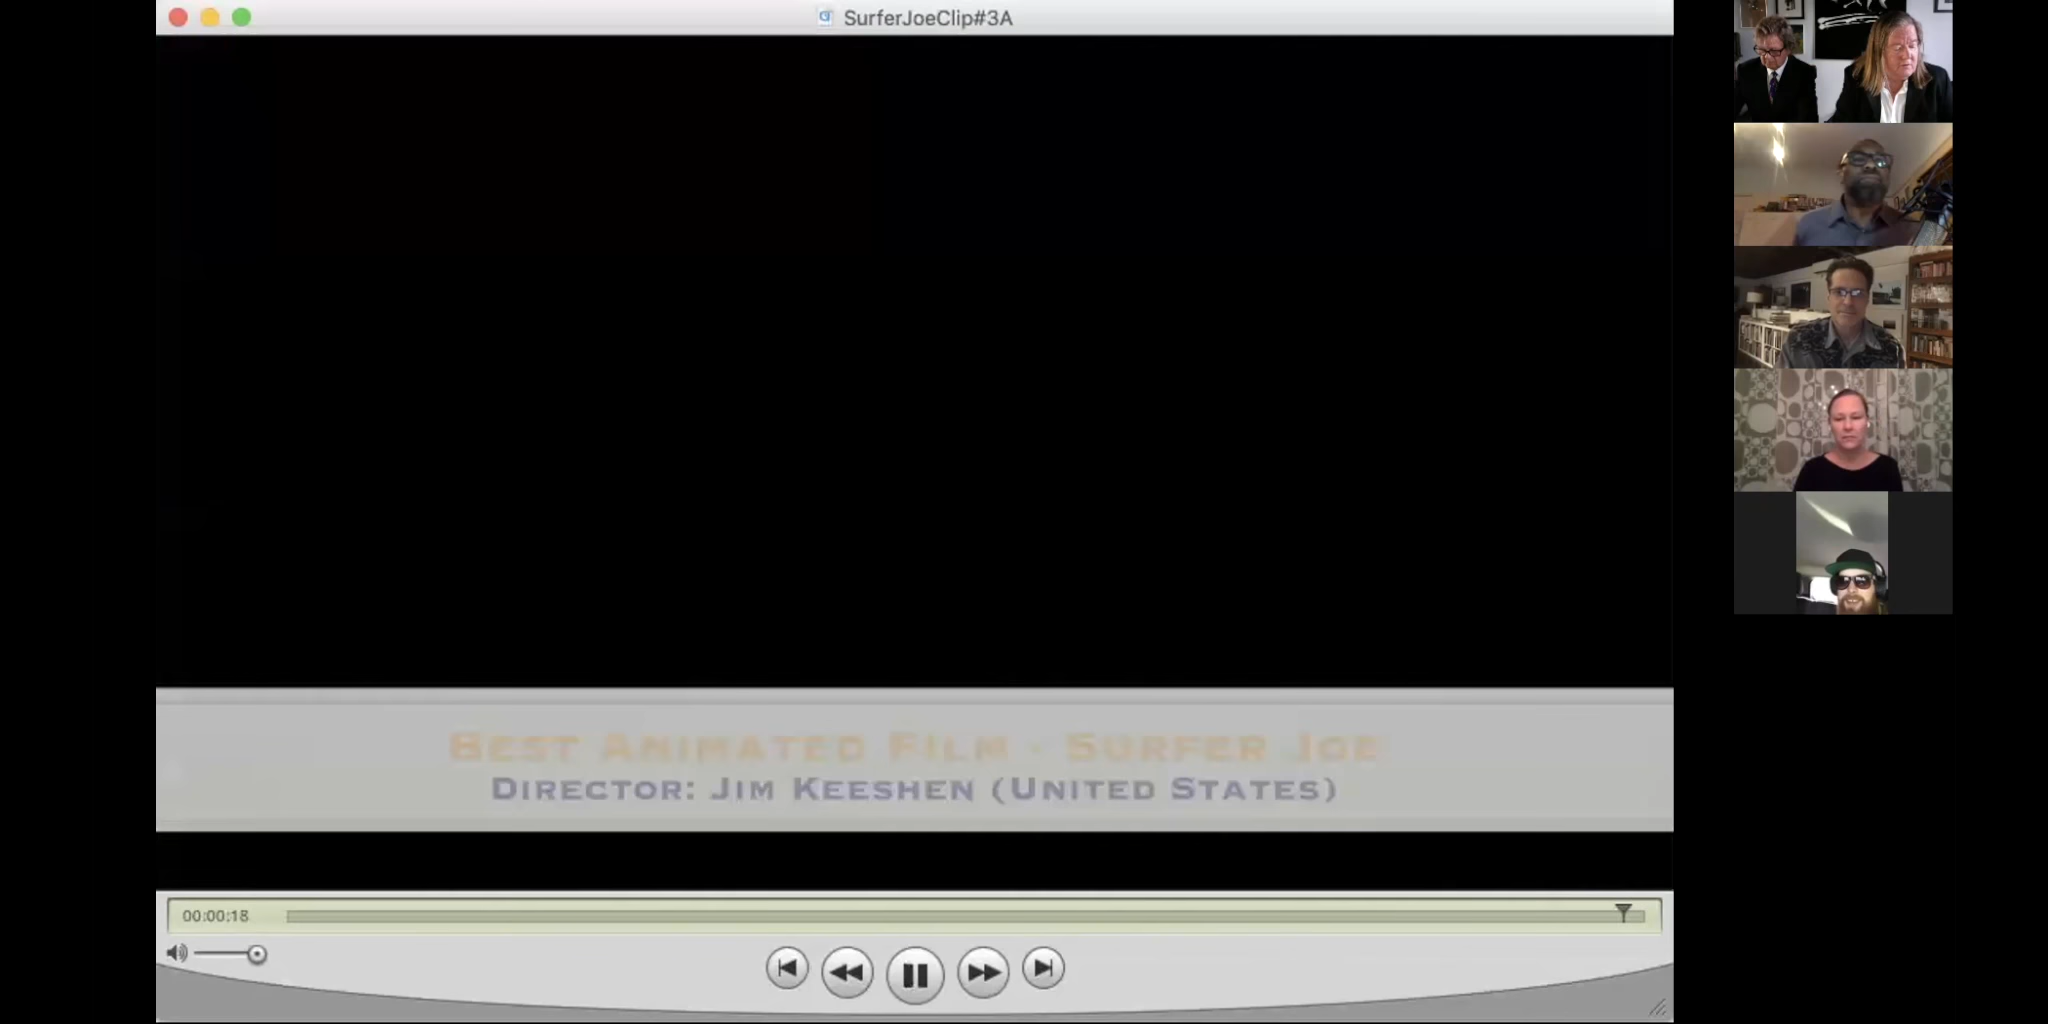 SurferJoeClip#3A
Best Animated Film - Surfer Joe
Director: Jim Keeshen (United States)
00:00:18